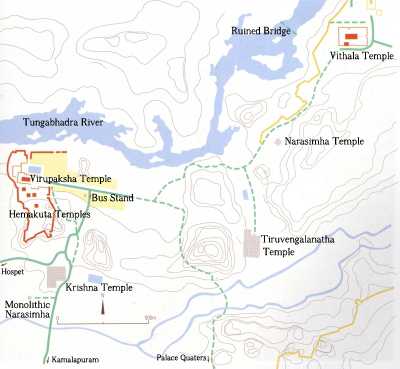 Ruined Bridge
Vithala Temple
Tungabhadra River
Narasimha Temple
Virupaksha Temple
Bus Stand
Hemakuta Temples
Tiruvengalanatha
Temple
Hospet
Krishna Temple
Monolithic
Narasimha
Kamalapuram
Palace Quaters